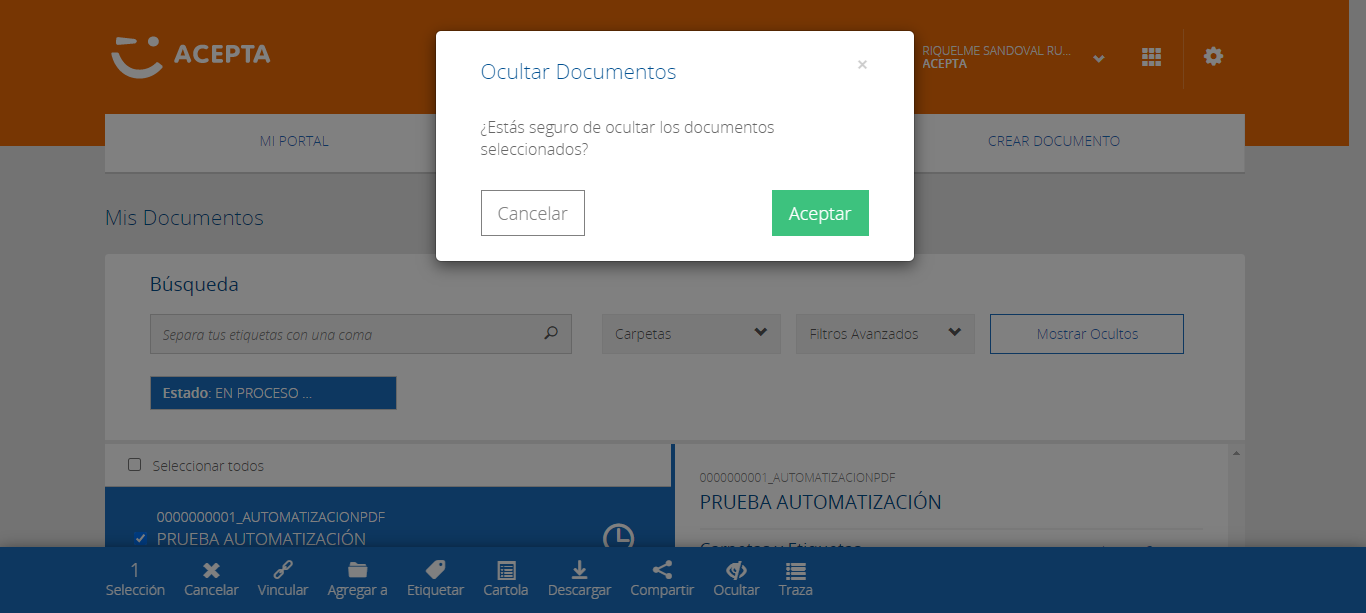 ACEPTA
RIQUELME SANDOVAL RU...
ACEPTA
Ocultar Documentos
×
¿Estás seguro de ocultar los documentos
seleccionados?
Cancelar
Aceptar
MI PORTAL
CREAR DOCUMENTO
Mis Documentos
Búsqueda
Separa tus etiquetas con una coma
Carpetas
Filtros Avanzados
Mostrar Ocultos
Estado: EN PROCESO ...
Seleccionar todos
0000000001_AUTOMATIZACIONPDF
PRUEBA AUTOMATIZACIÓN
0000000001_AUTOMATIZACIONPDF
PRUEBA AUTOMATIZACIÓN
Carpetas y Etiquetas
1
Selección
Cancelar
Vincular
Agregar a
Etiquetar
Cartola
Descargar
Compartir
Ocultar
Traza